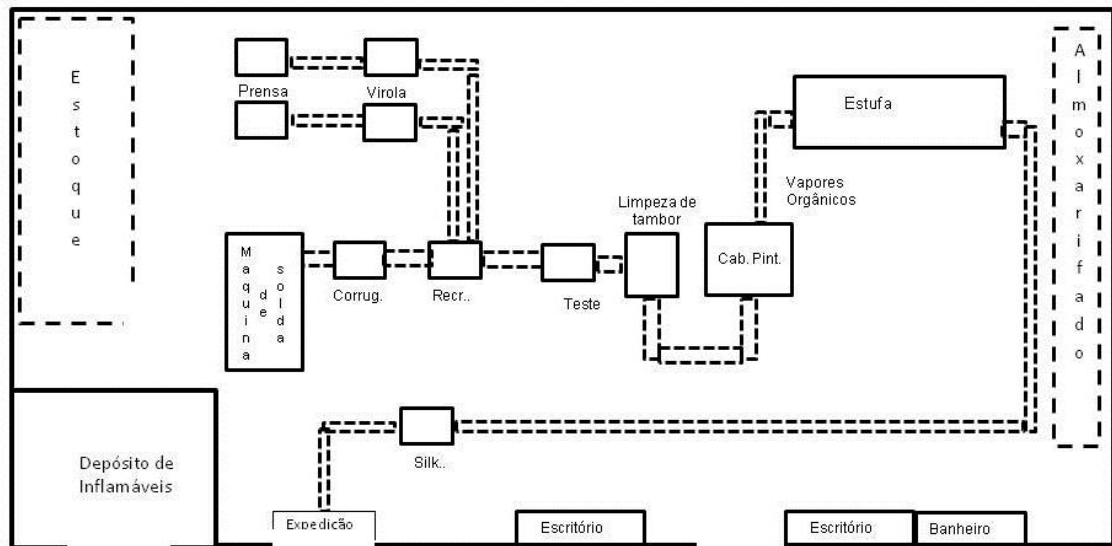 Estoque
Prensa
Virola
Estufa
Almoxarifado
Vapores
Orgânicos
Limpeza de
tambor
Cab. Pint.
Maquina
de
solda
Corrug.
Recr..
Teste
Silk..
Depósito de
Inflamáveis
Expedição
Escritório
Escritório
Banheiro